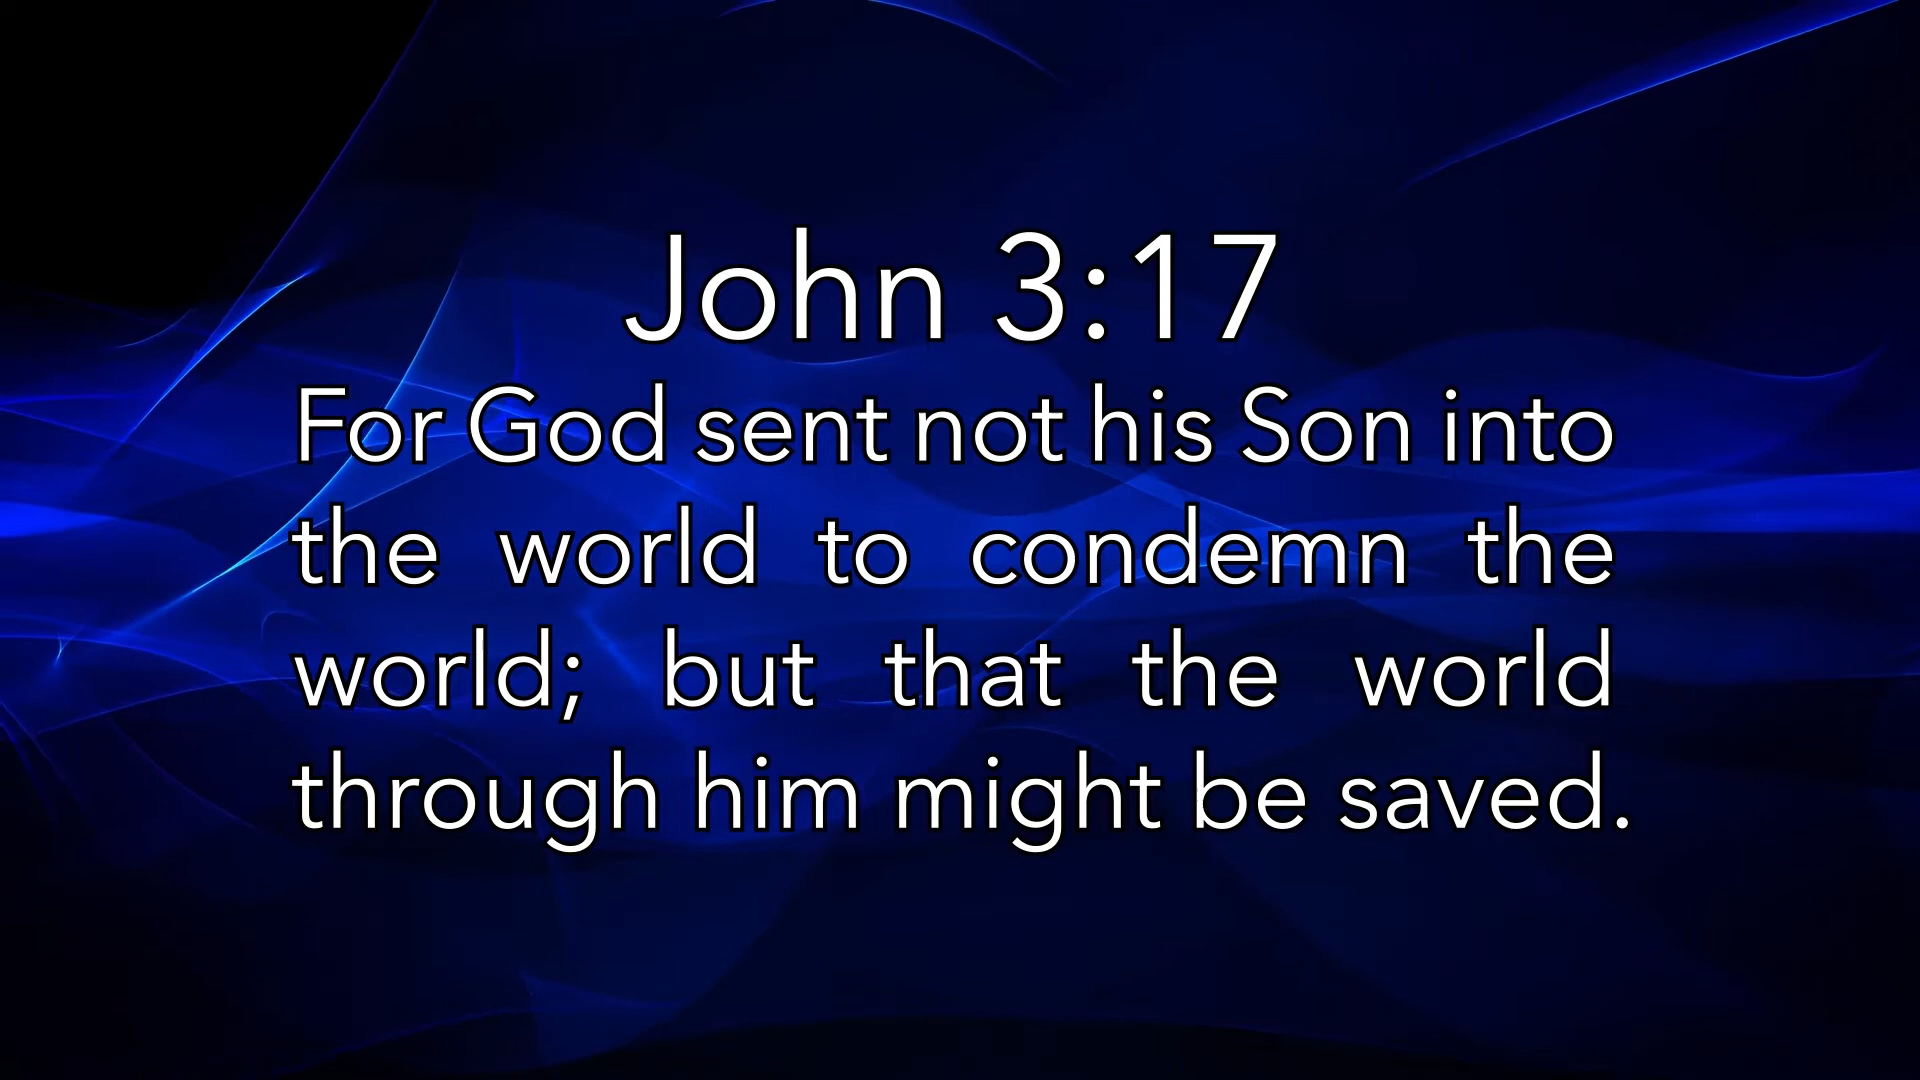 John 3:17
For God sent not his Son into
the world to condemn the
world; but that the world
through him might be saved.